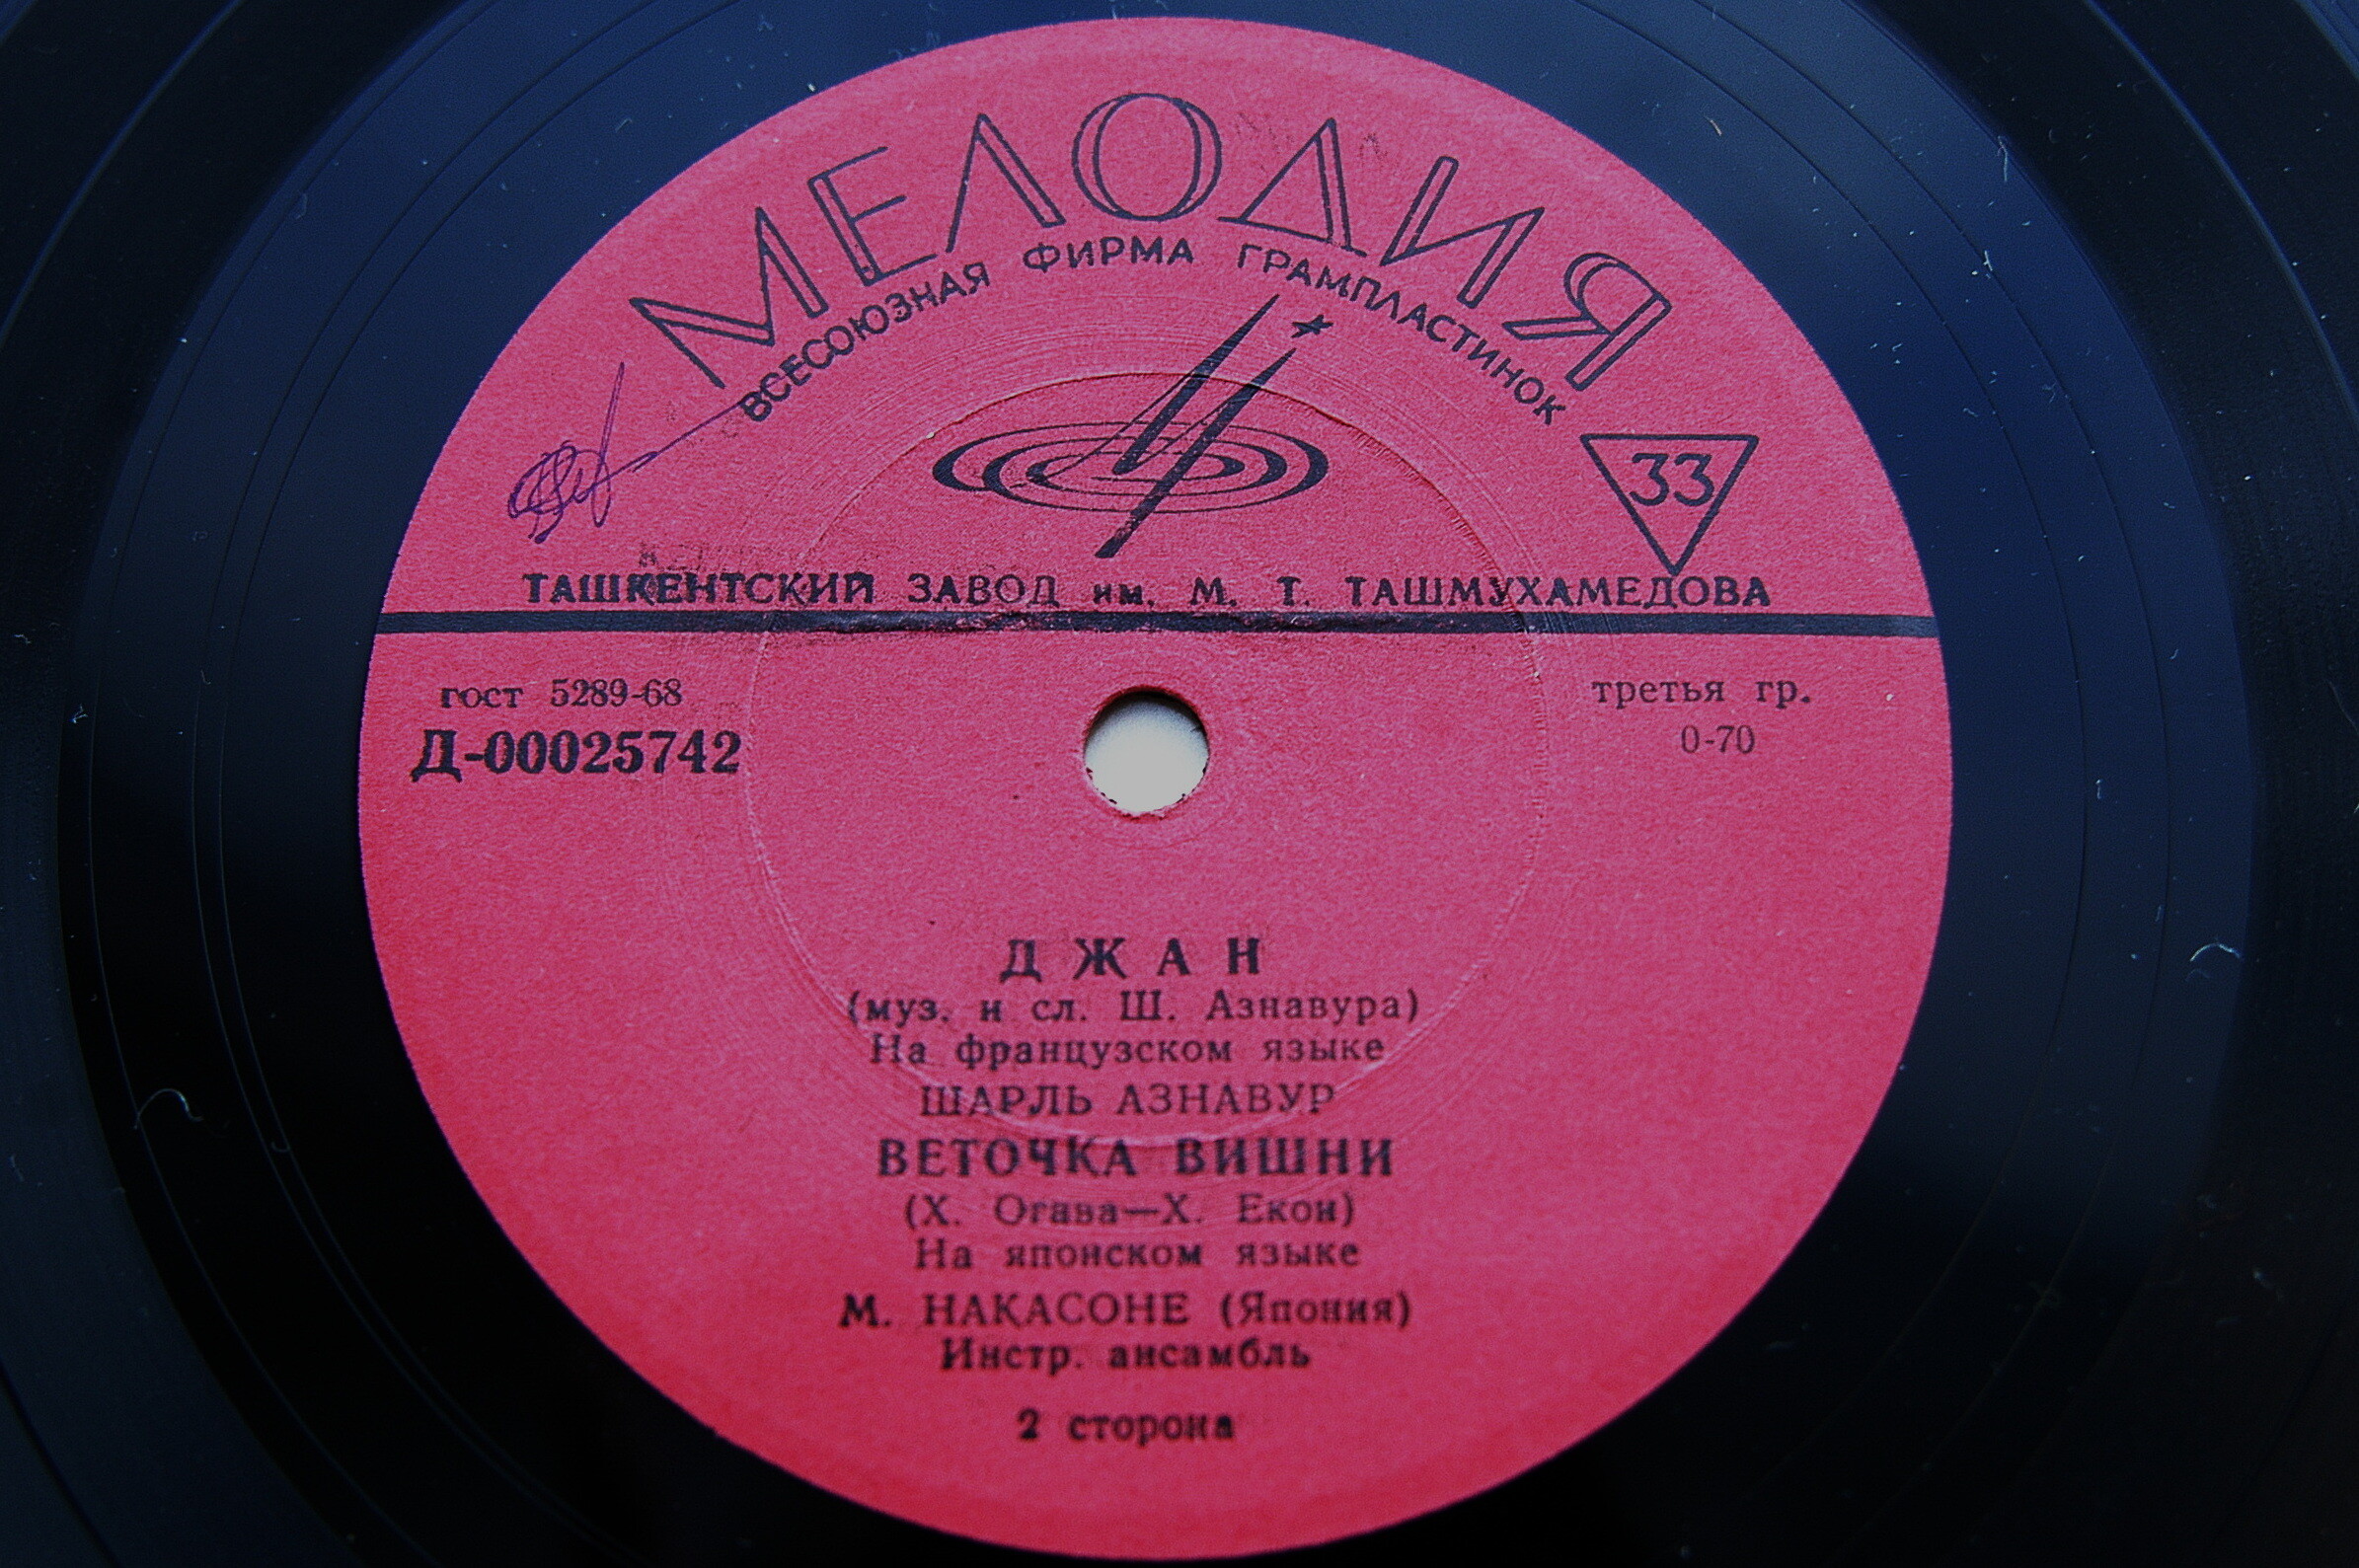 МЕЛОДИЯ
ВСЕСОЮЗНАЯ ФИРМА ГРАМПЛАСТИНОК
33
ТАШКЕНТСКИЙ ЗАВОД им. М. Т. ТАШМУХАМЕДОВА
гост 5289-68
Д-00025742
третья гр.
0-70
ДЖАН
(муз. и сл. Ш. Азнавура)
На французском языке
ШАРЛЬ АЗНАВУР
ВЕТОЧКА ВИШНИ
(Х. Огава—Х. Екои)
На японском языке
М. НАКАСОНЕ (Япония)
Инстр. ансамбль
2 сторона